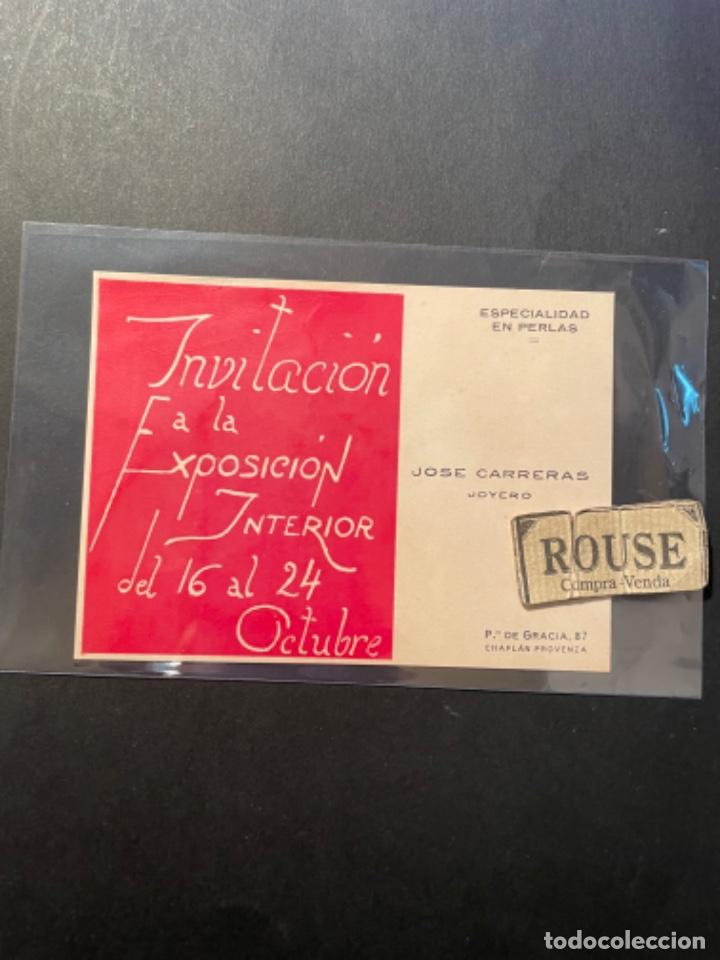 Invitación
a la
Exposición
Interior
del 16 al 24
Octubre
ESPECIALIDAD
EN PERLAS
JOSE CARRERAS
JOYERO
P.º DE GRACIA, 87
CHAFLÁN PROVENZA
ROUSE
Compra-Venda
todocoleccion